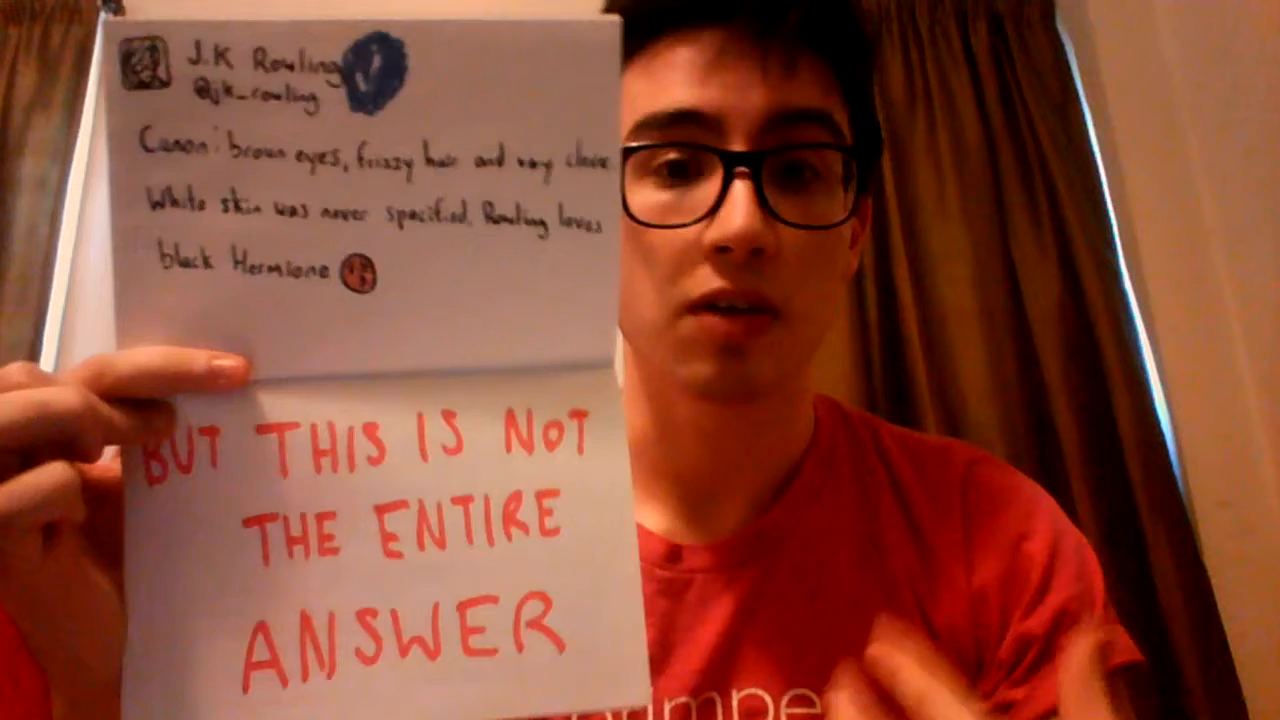 J.K Rowling
@jk_rowling
Canon: brown eyes, frizzy hair and very clever
White skin was never specified. Rowling loves
black Hermione
BUT THIS IS NOT
THE ENTIRE
ANSWER